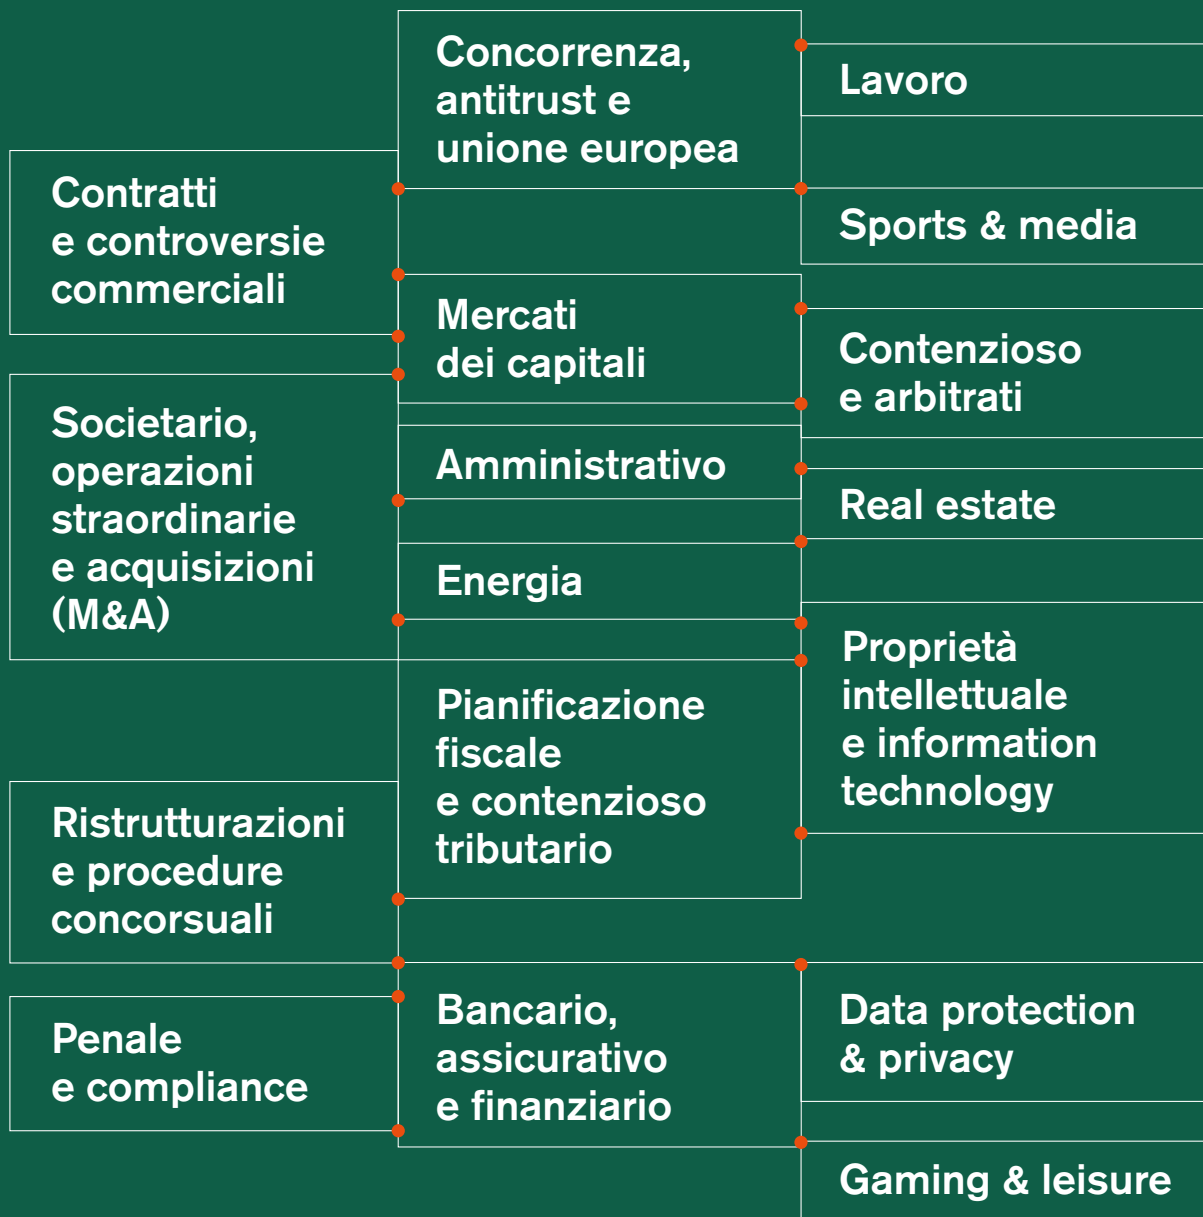 Contratti
e controversie
commerciali
Societario,
operazioni
straordinarie
e acquisizioni
(M&A)
Ristrutturazioni
e procedure
concorsuali
Penale
e compliance
Concorrenza,
antitrust e
unione europea
Mercati
dei capitali
Amministrativo
Energia
Pianificazione
fiscale
e contenzioso
tributario
Bancario,
assicurativo
e finanziario
Lavoro
Sports & media
Contenzioso
e arbitrati
Real estate
Proprietà
intellettuale
e information
technology
Data protection
& privacy
Gaming & leisure